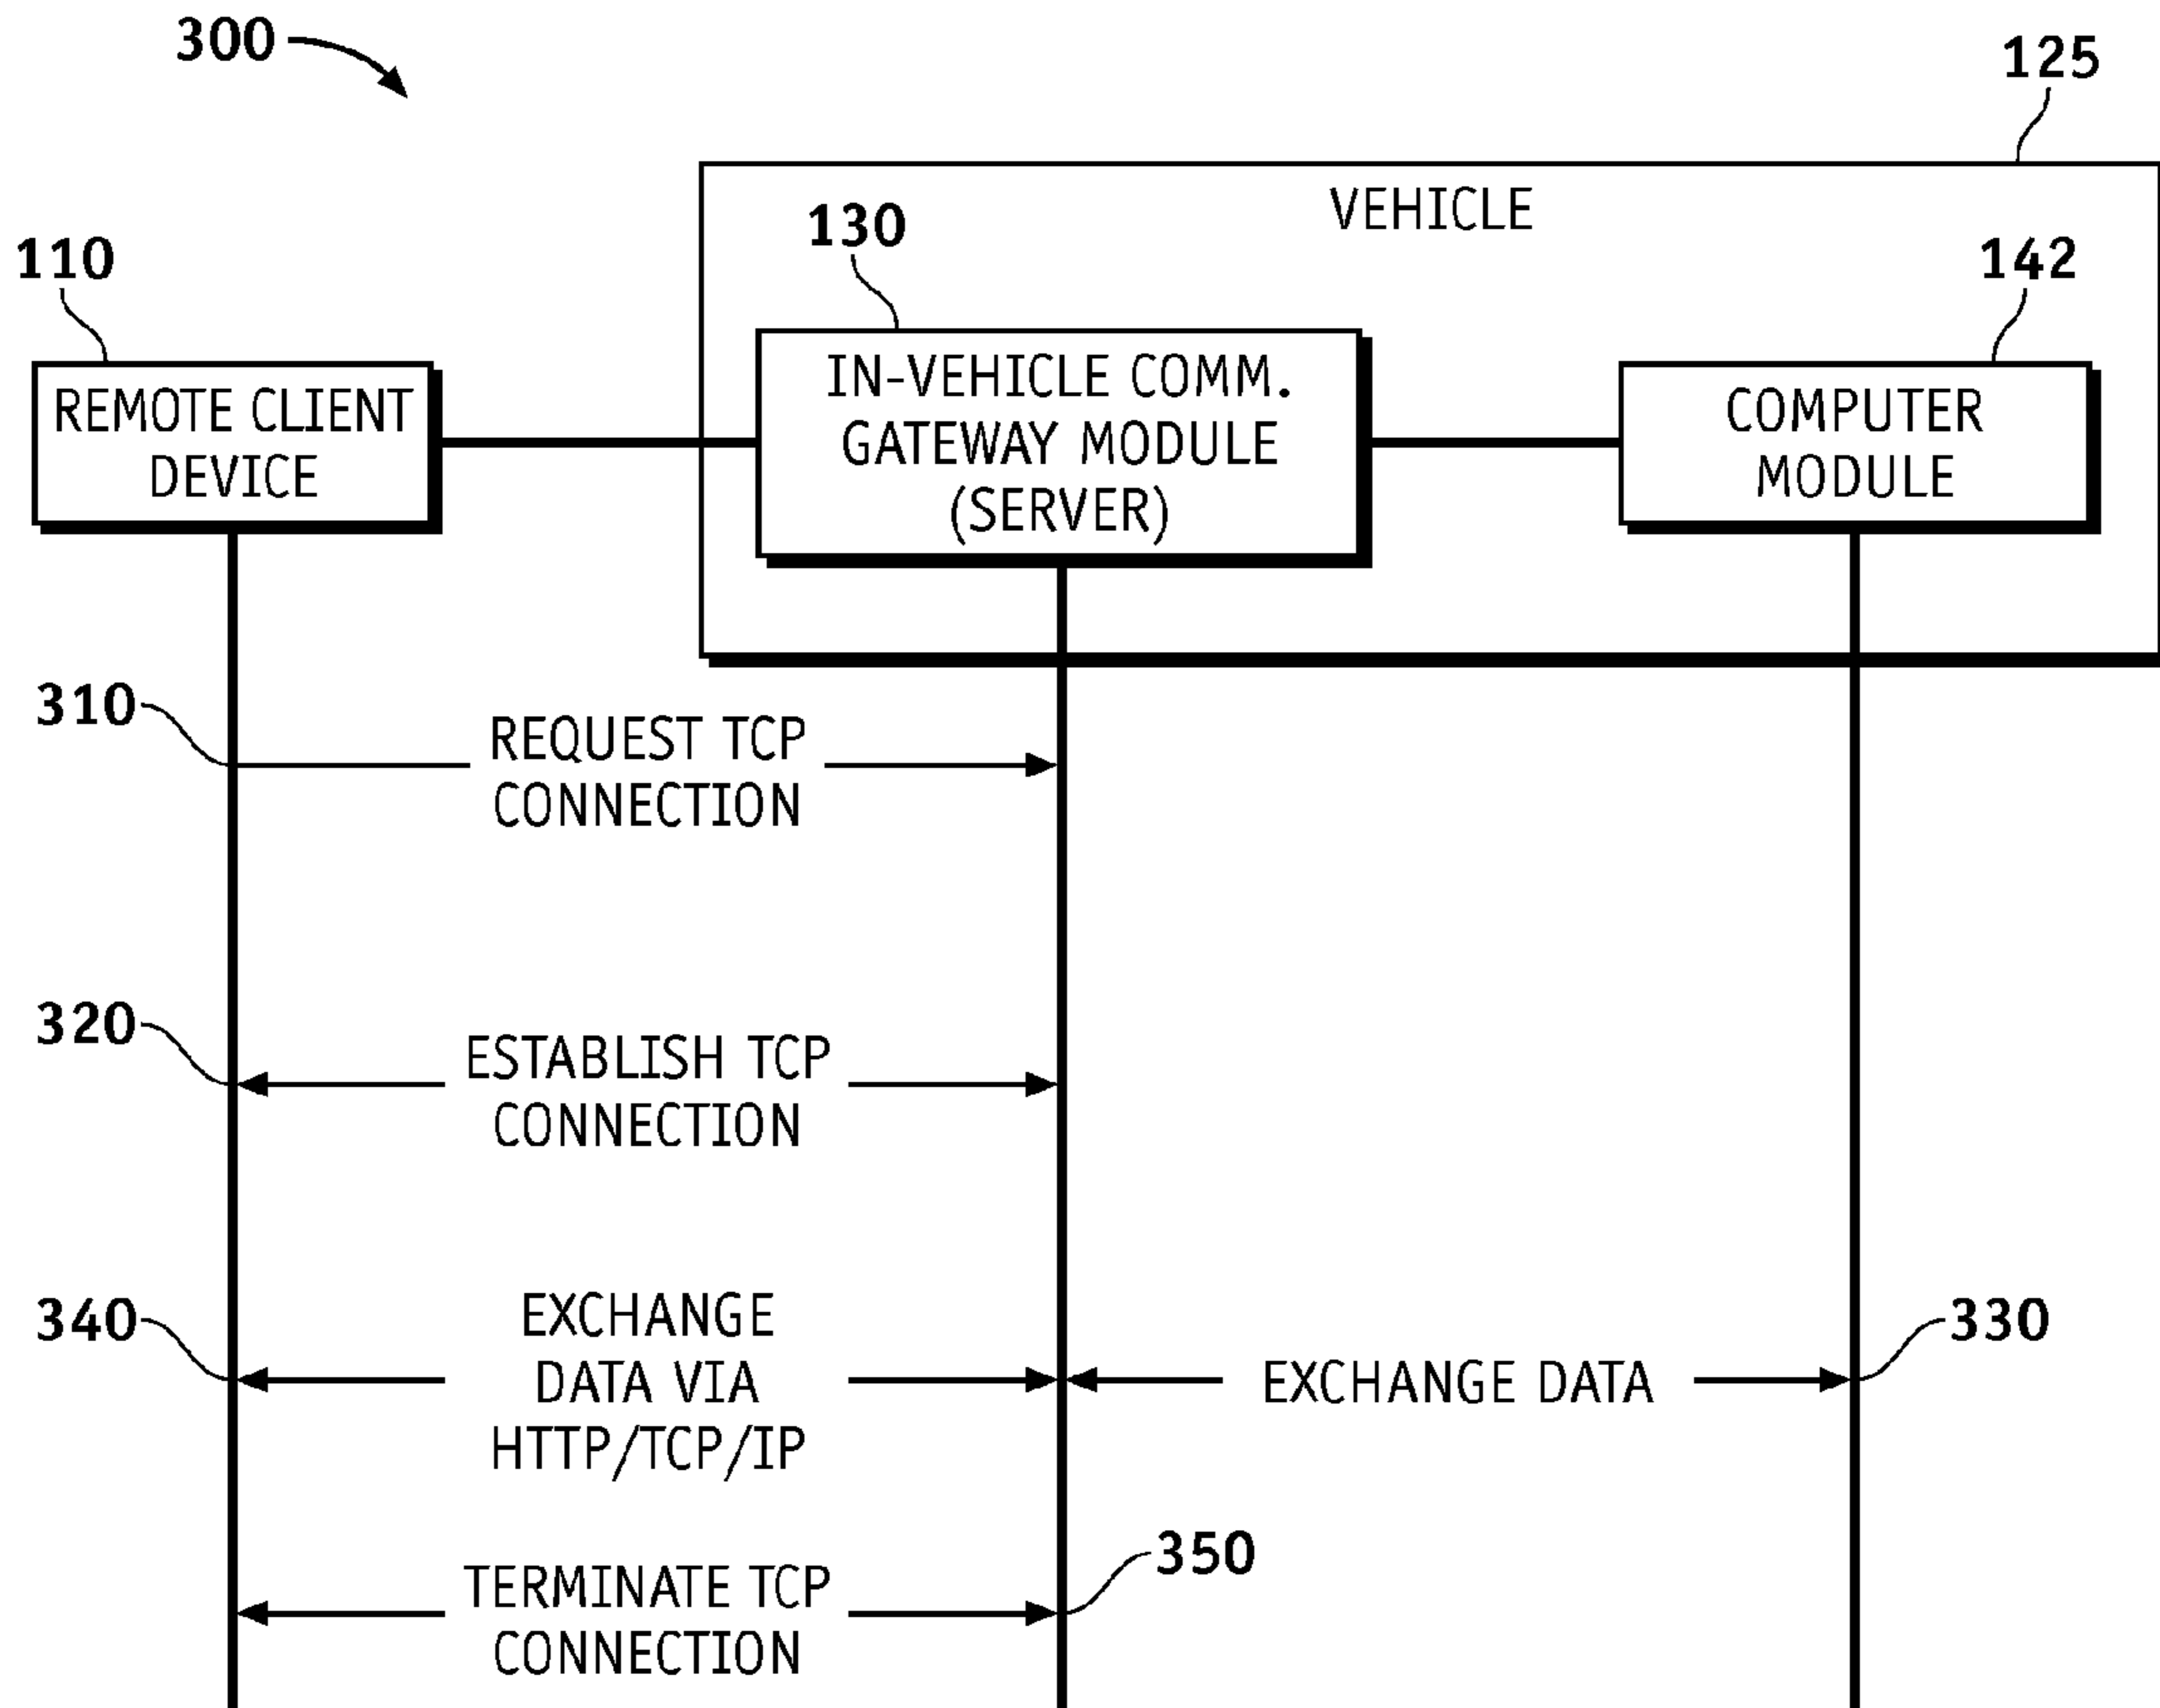 300
125
VEHICLE
130
142
110
IN-VEHICLE COMM.
GATEWAY MODULE
(SERVER)
REMOTE CLIENT
DEVICE
COMPUTER
MODULE
310
REQUEST TCP
CONNECTION
320
ESTABLISH TCP
CONNECTION
340
EXCHANGE
DATA VIA
HTTP/TCP/IP
EXCHANGE DATA
330
350
TERMINATE TCP
CONNECTION